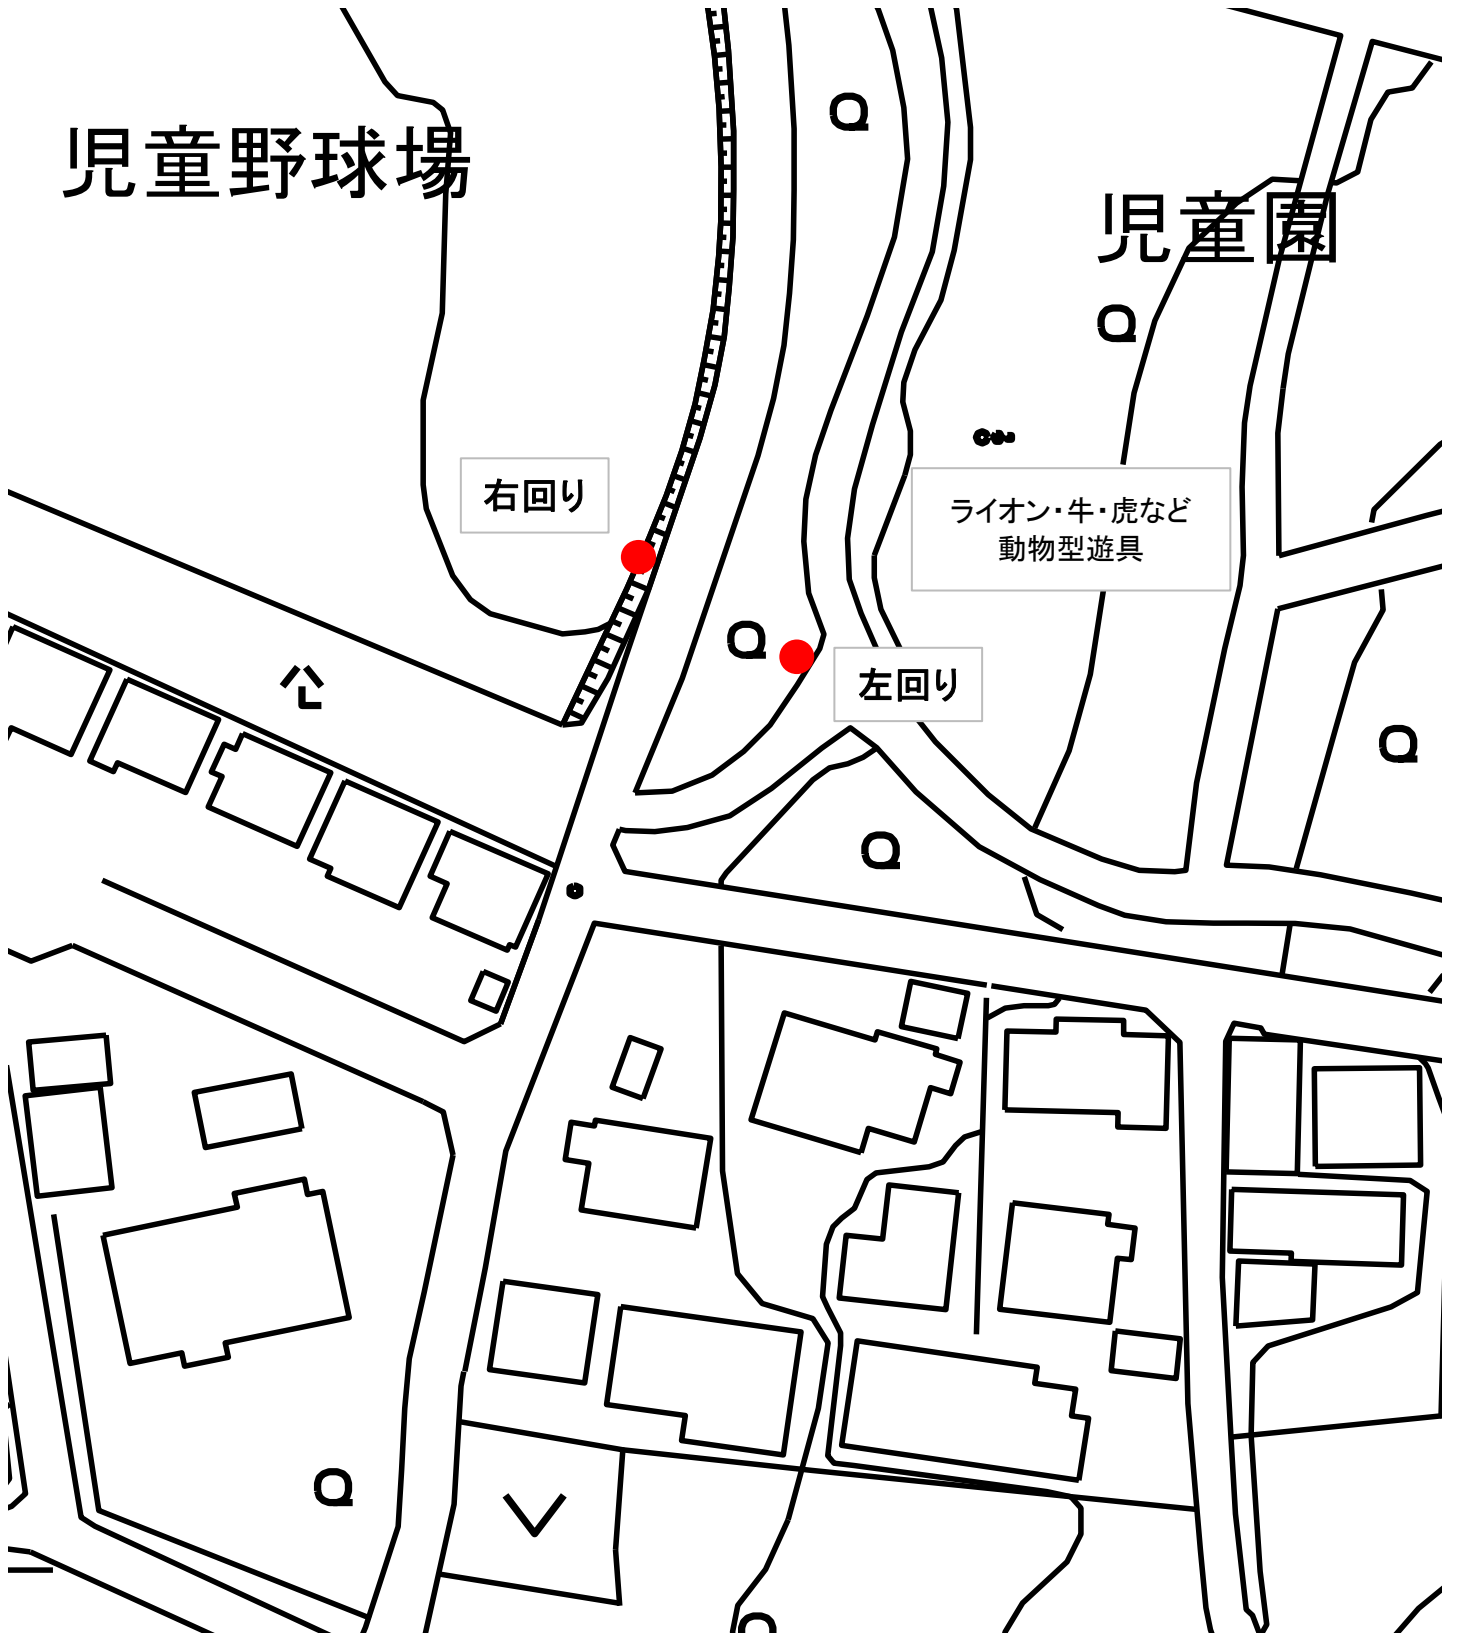 児童野球場
児童園
右回り
ライオン・牛・虎など
動物型遊具
左回り